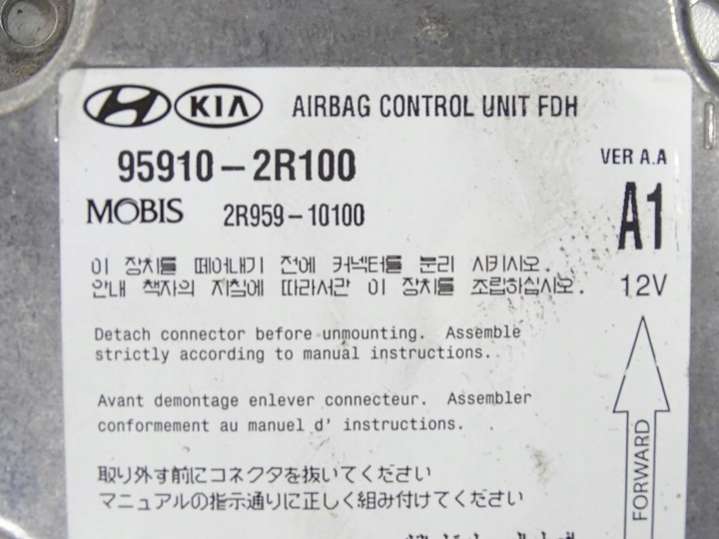 KIA AIRBAG CONTROL UNIT FDH
95910-2R100
VER A.A
MOBIS 2R959-10100
A1
이 장치를 떼어내기 전에 커넥터를 분리 시키시오.
안내 책자의 지침에 따라서만 이 장치를 조립하십시오.
12V
Detach connector before unmounting. Assemble
strictly according to manual instructions.
Avant demontage enlever connecteur. Assembler
conformement au manuel d' instructions.
FORWARD
取り外す前にコネクタを抜いてください
マニュアルの指示通りに正しく組み付けてください